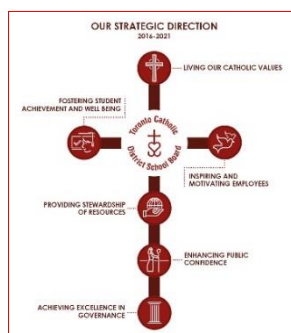 OUR STRATEGIC DIRECTION
2016-2021
LIVING OUR CATHOLIC VALUES
FOSTERING STUDENT
ACHIEVEMENT AND WELL BEING
Toronto Catholic
District School Board
INSPIRING AND
MOTIVATING EMPLOYEES
PROVIDING STEWARDSHIP
OF RESOURCES
ENHANCING PUBLIC
CONFIDENCE
ACHIEVING EXCELLENCE IN
GOVERNANCE